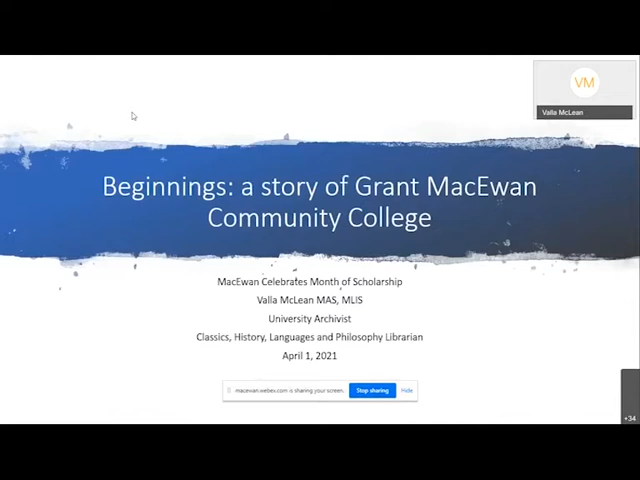 VM
Valla McLean
Beginnings: a story of Grant MacEwan
Community College
MacEwan Celebrates Month of Scholarship
Valla McLean MAS, MLIS
University Archivist
Classics, History, Languages and Philosophy Librarian
April 1, 2021
macewan.webex.com is sharing your screen.
Stop sharing
Hide
+34